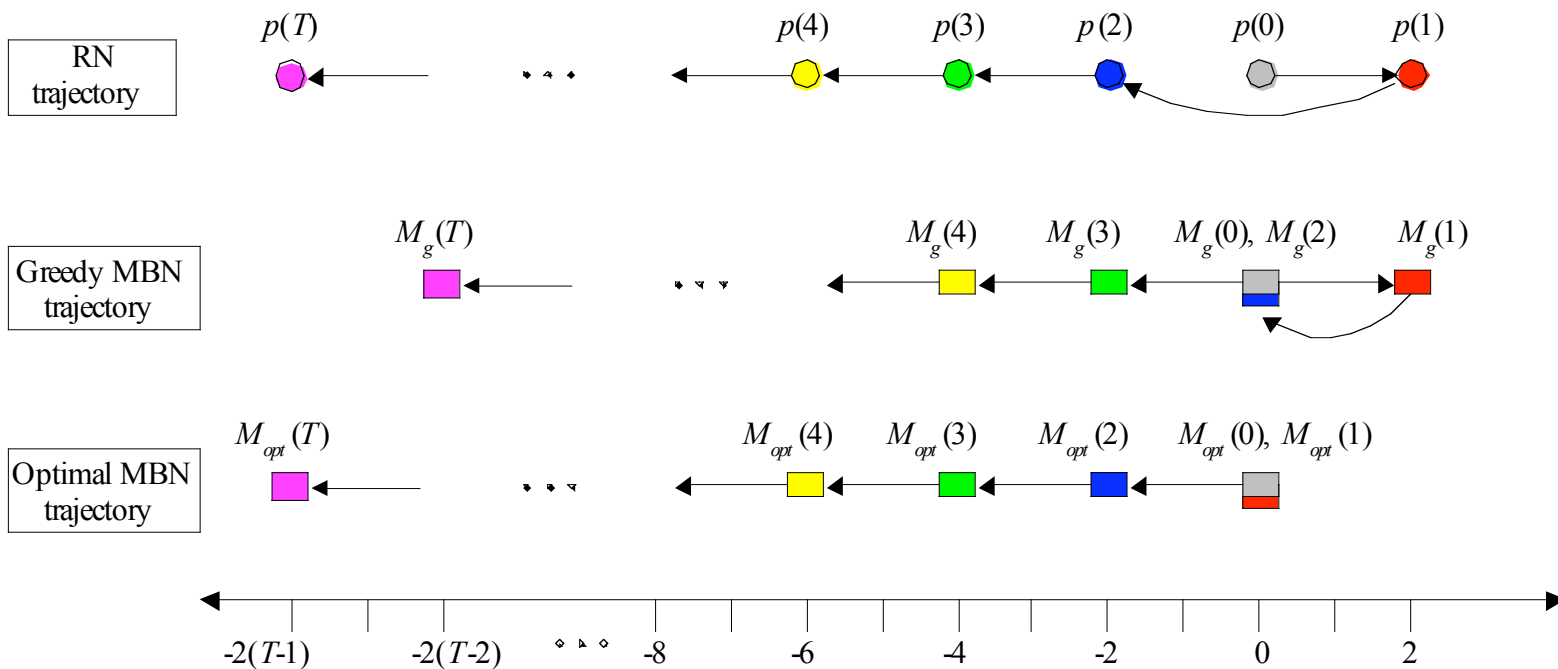 p(T) p(4) p(3) p(2) p(0) p(1)
RN
trajectory
M_g(T) M_g(4) M_g(3) M_g(0), M_g(2) M_g(1)
Greedy MBN
trajectory
M_opt(T) M_opt(4) M_opt(3) M_opt(2) M_opt(0), M_opt(1)
Optimal MBN
trajectory
-2(T-1) -2(T-2) -8 -6 -4 -2 0 2